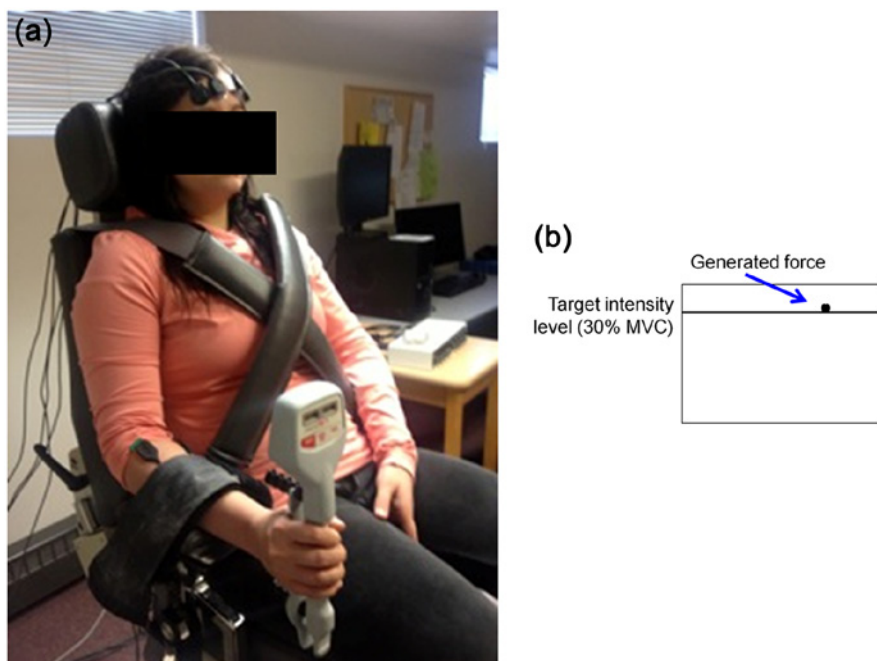 (a)
(b)
Generated force
Target intensity
level (30% MVC)